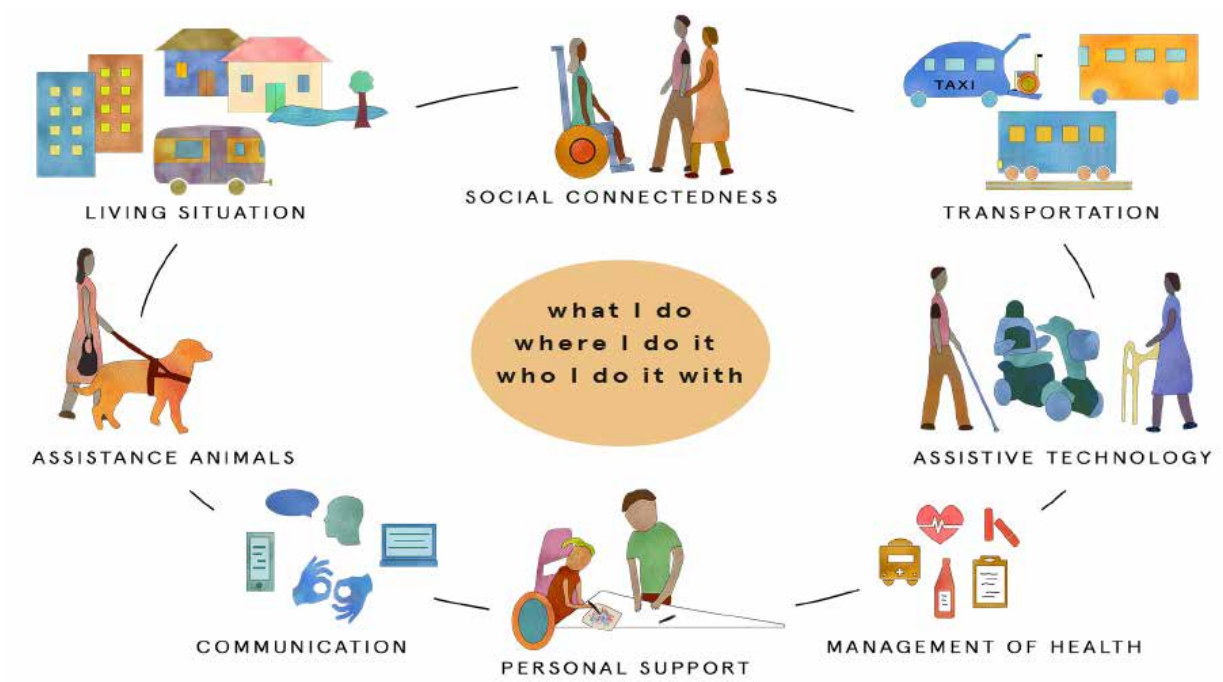 SOCIAL CONNECTEDNESS
LIVING SITUATION
TAXI
TRANSPORTATION
what I do
where I do it
who I do it with
ASSISTANCE ANIMALS
ASSISTIVE TECHNOLOGY
COMMUNICATION
PERSONAL SUPPORT
MANAGEMENT OF HEALTH